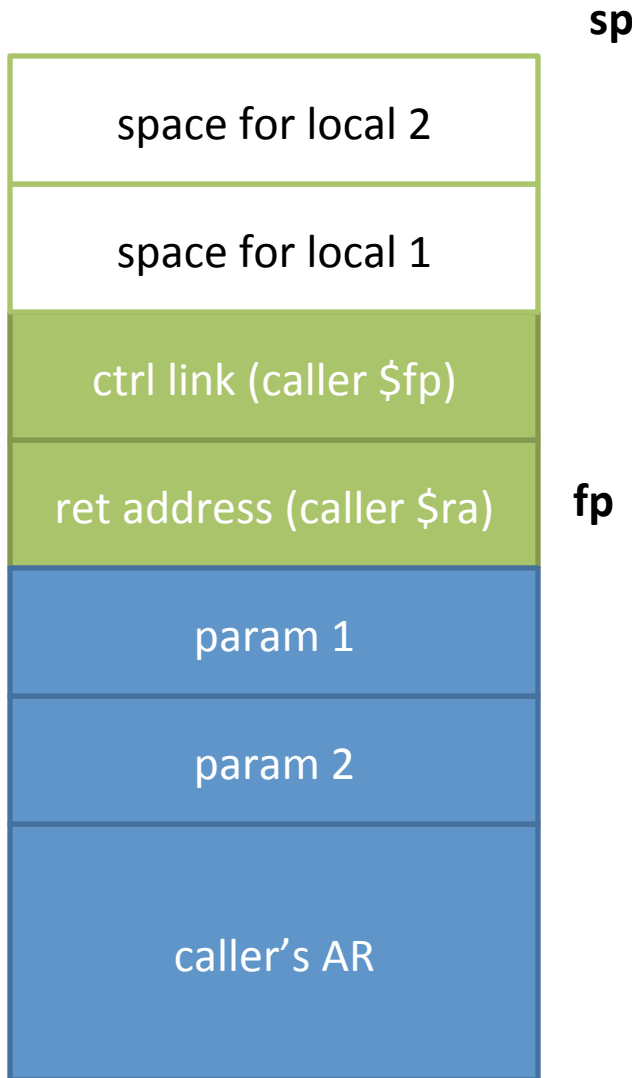 sp
space for local 2
space for local 1
ctrl link (caller $fp)
ret address (caller $ra)
fp
param 1
param 2
caller’s AR